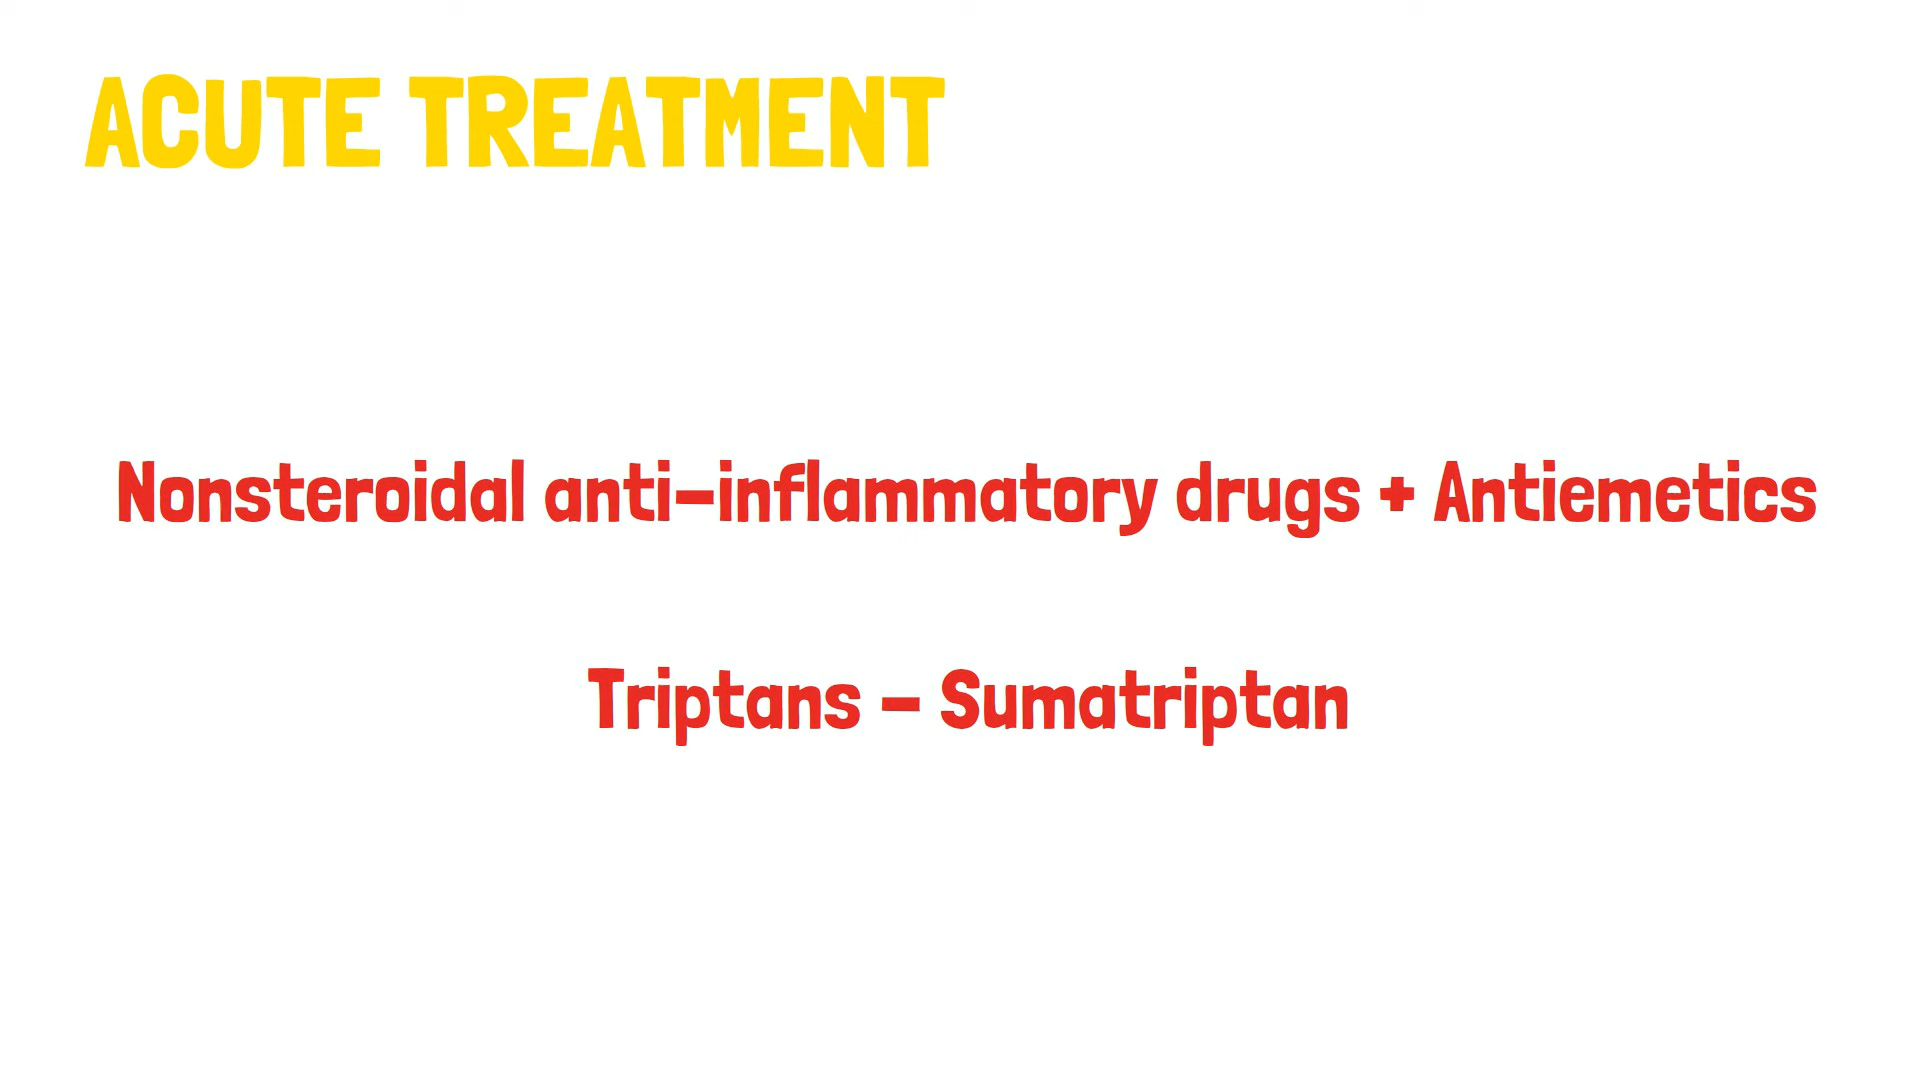 ACUTE TREATMENT
Nonsteroidal anti-inflammatory drugs + Antiemetics
Triptans - Sumatriptan